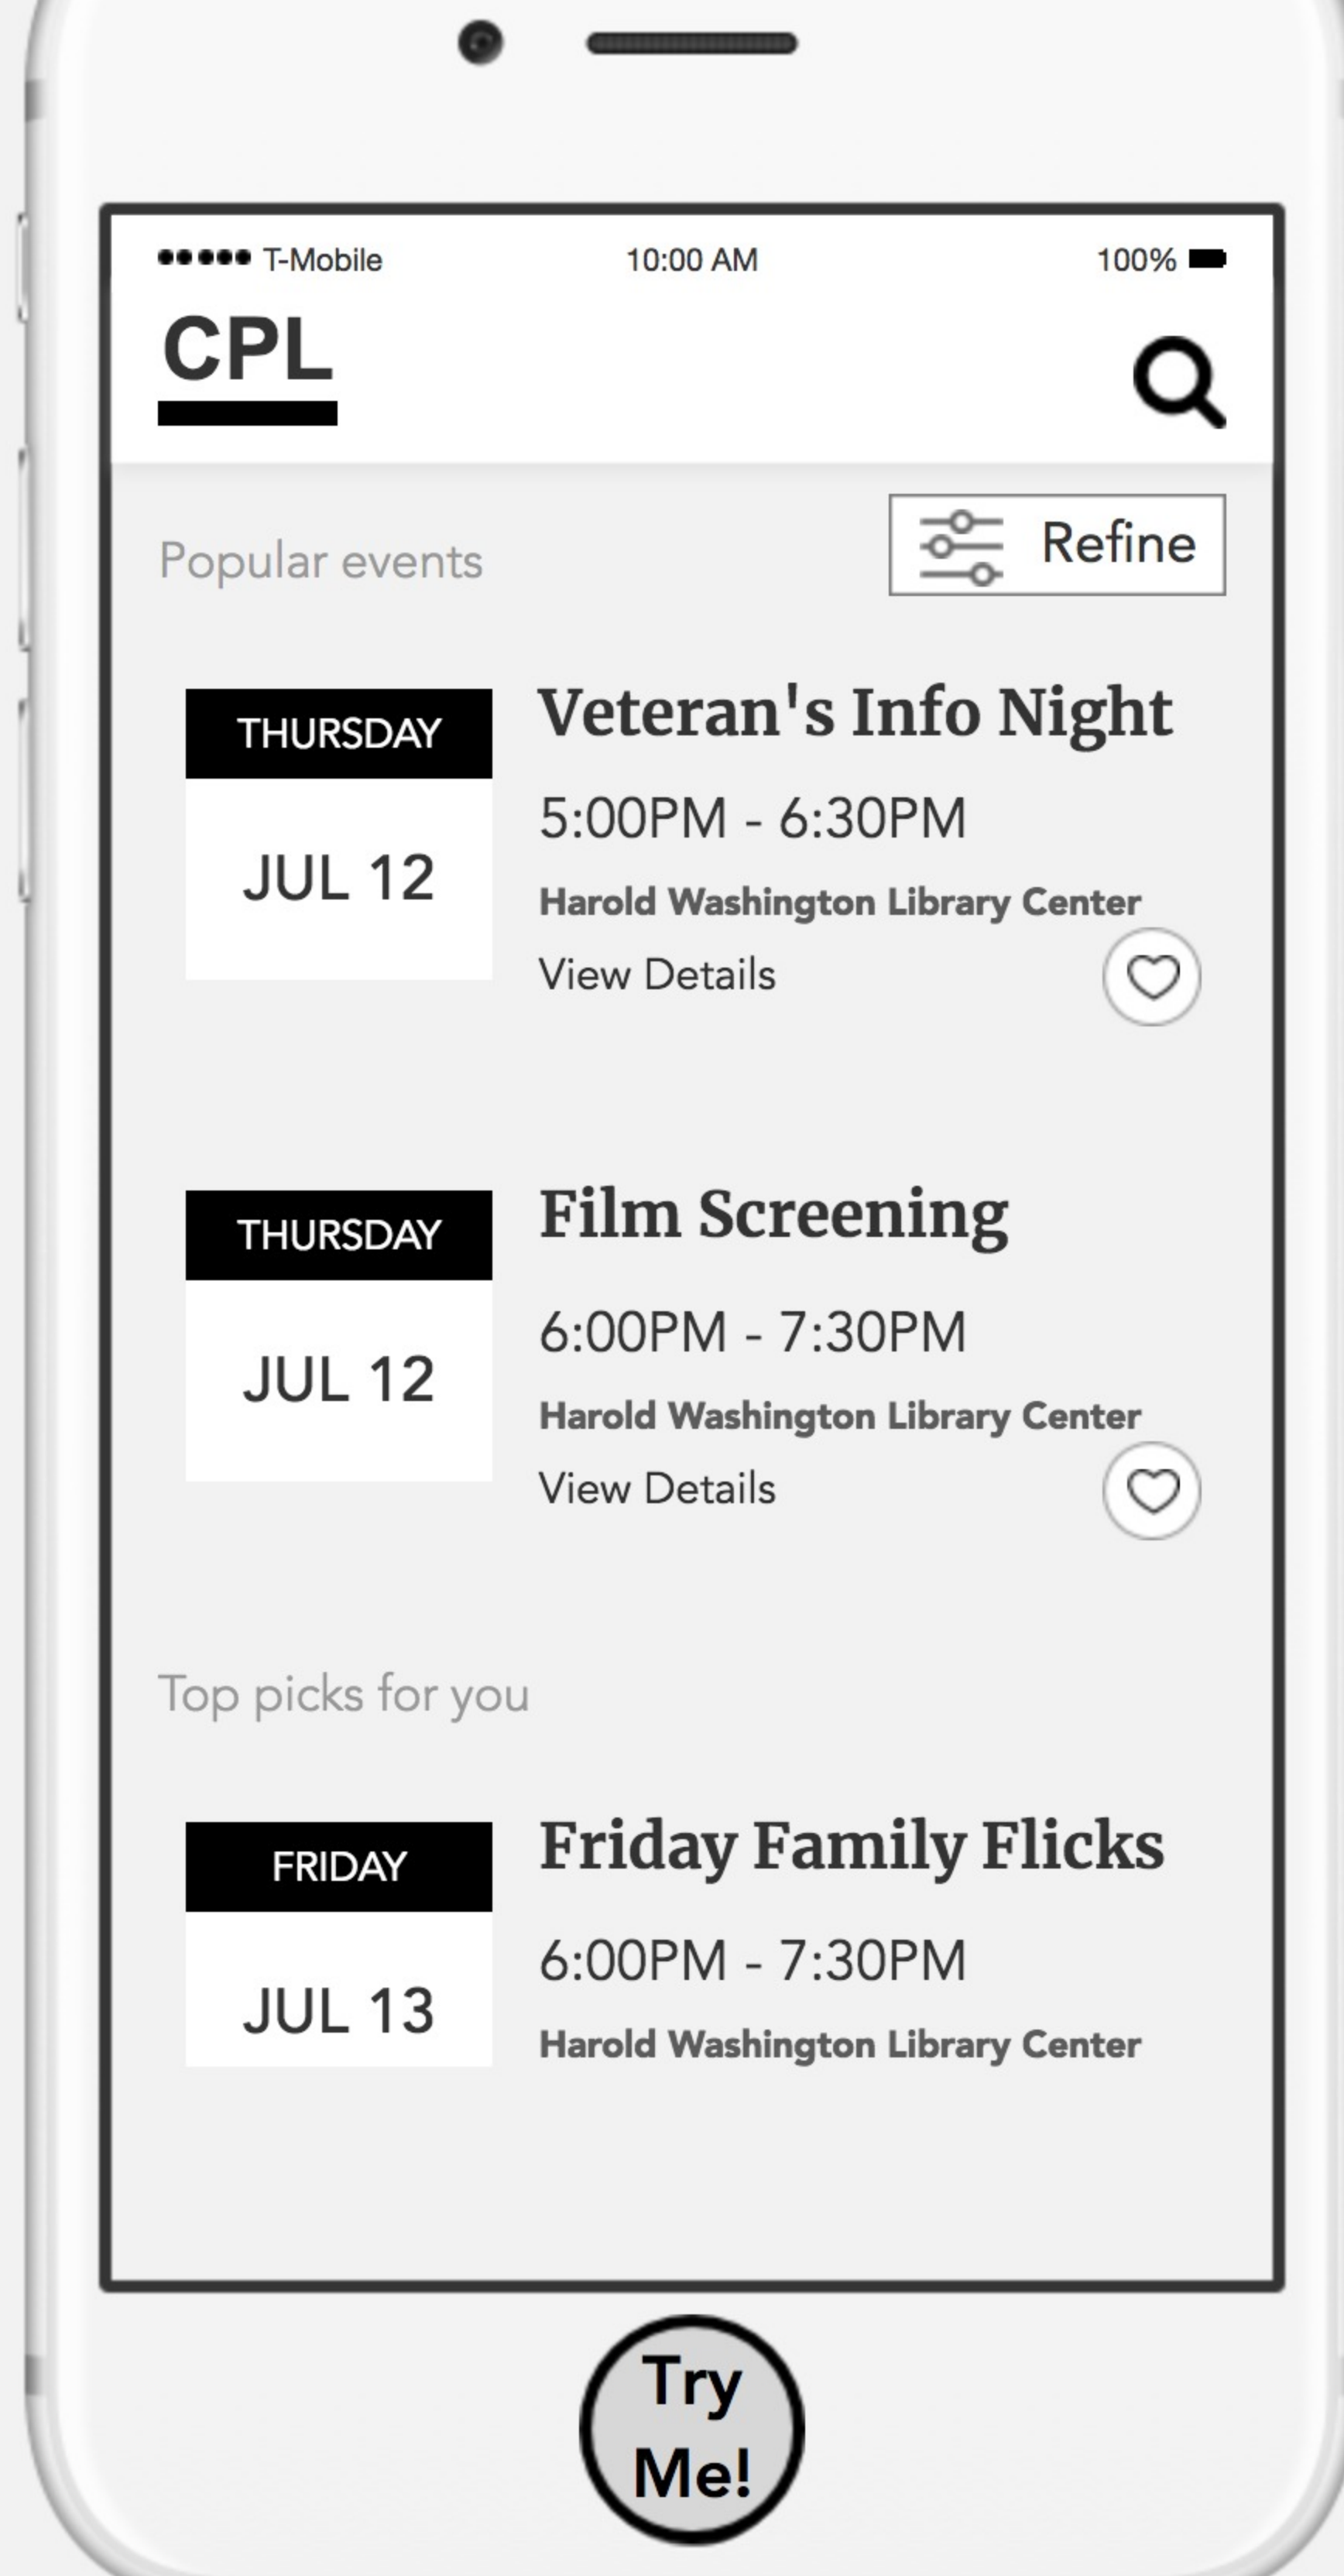 T-Mobile 10:00 AM 100%
CPL
Popular events Refine
THURSDAY
JUL 12
Veteran's Info Night
5:00PM - 6:30PM
Harold Washington Library Center
View Details
THURSDAY
JUL 12
Film Screening
6:00PM - 7:30PM
Harold Washington Library Center
View Details
Top picks for you
FRIDAY
JUL 13
Friday Family Flicks
6:00PM - 7:30PM
Harold Washington Library Center
Try
Me!